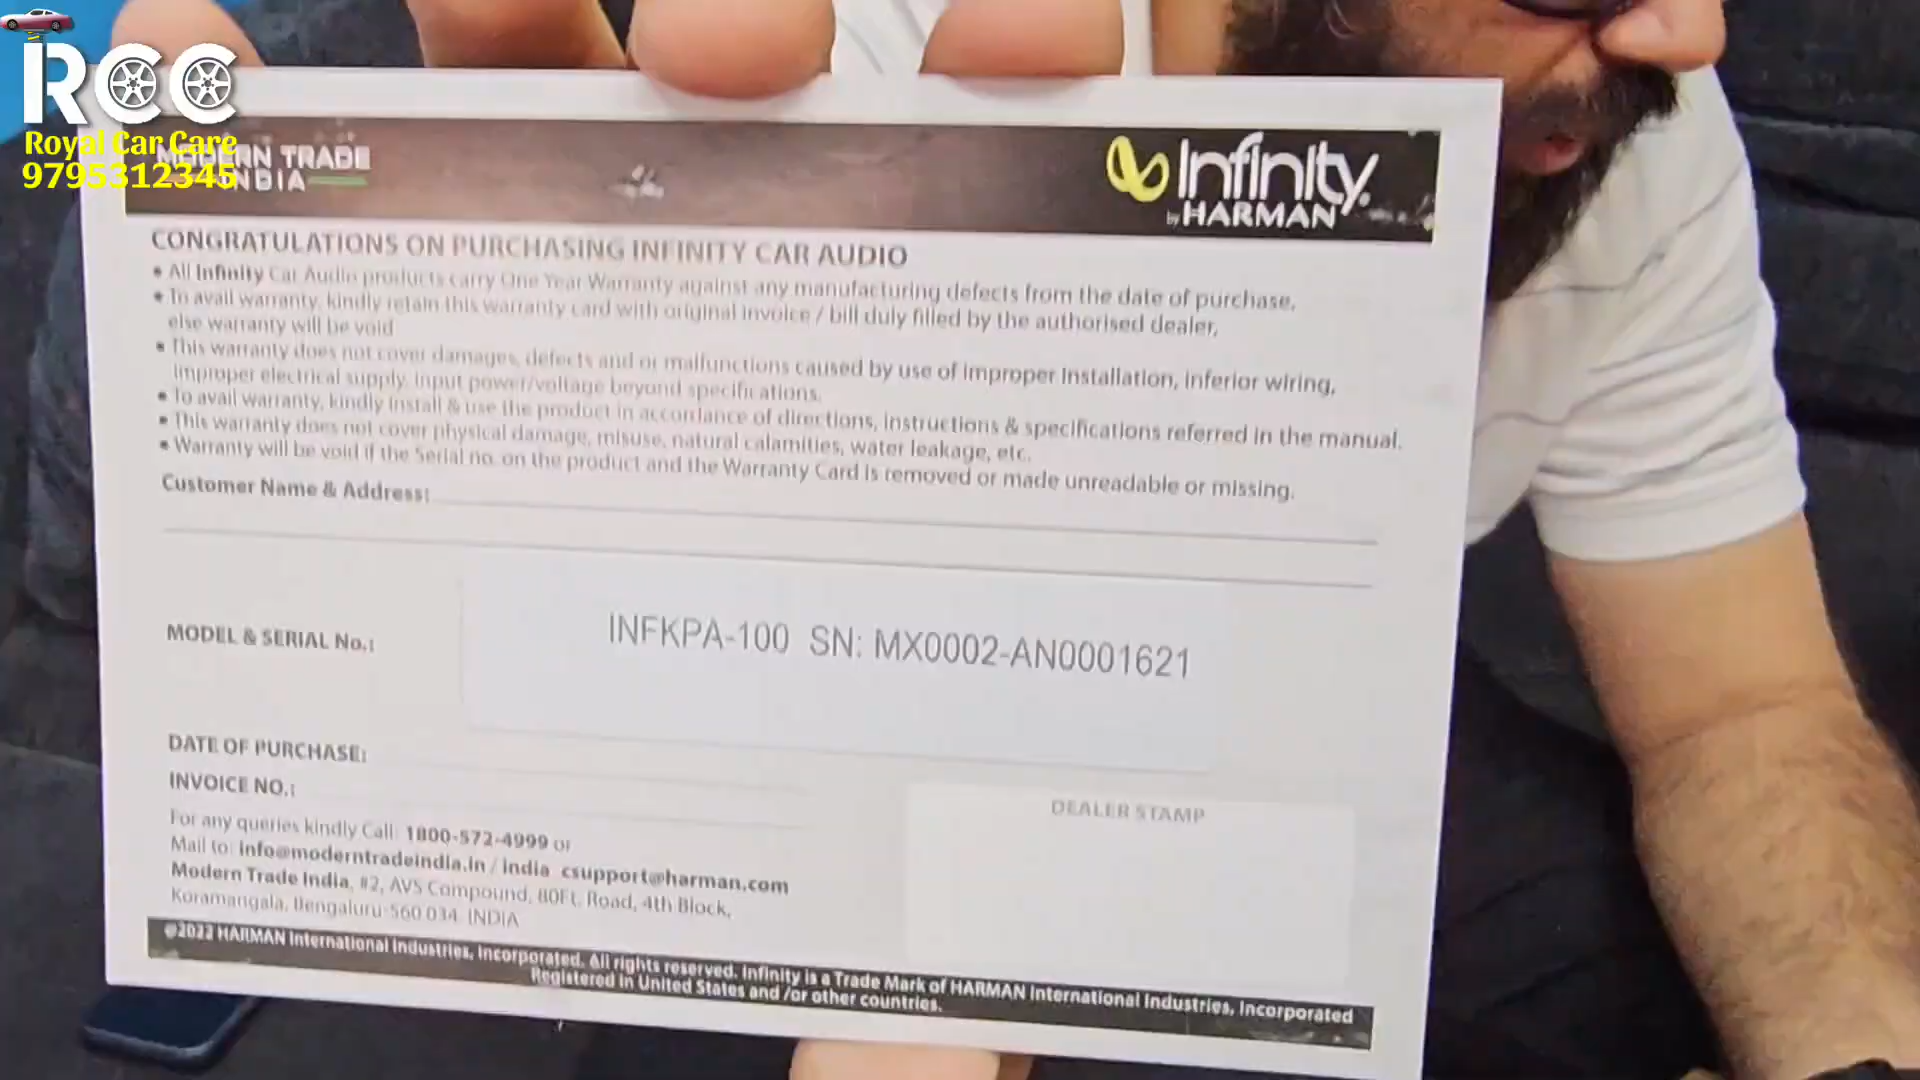 RCC
Royal Car Care
9795312345
MODERN TRADE
INDIA
Infinity
by HARMAN
CONGRATULATIONS ON PURCHASING INFINITY CAR AUDIO
• All Infinity Car Audio products carry One Year Warranty against any manufacturing defects from the date of purchase.
• To avail warranty, kindly retain this warranty card with original invoice / bill duly filled by the authorised dealer,
else warranty will be void
• This warranty does not cover damages, defects and or malfunctions caused by use of improper installation, inferior wiring,
improper electrical supply, input power/voltage beyond specifications.
• To avail warranty, kindly install & use the product in accordance of directions, instructions & specifications referred in the manual.
• This warranty does not cover physical damage, misuse, natural calamities, water leakage, etc.
• Warranty will be void if the Serial no. on the product and the Warranty Card is removed or made unreadable or missing.
Customer Name & Address:
MODEL & SERIAL No.:
INFKPA-100 SN: MX0002-AN0001621
DATE OF PURCHASE:
INVOICE NO.:
DEALER STAMP
For any queries kindly Call: 1800-572-4999 or
Mail to: info@moderntradeindia.in / india_csupport@harman.com
Modern Trade India, #2, AVS Compound, 80Ft. Road, 4th Block,
Koramangala, Bengaluru-560 034. INDIA
©2022 HARMAN International Industries, Incorporated. All rights reserved. Infinity is a Trade Mark of HARMAN International Industries, Incorporated
Registered in United States and /or other countries.